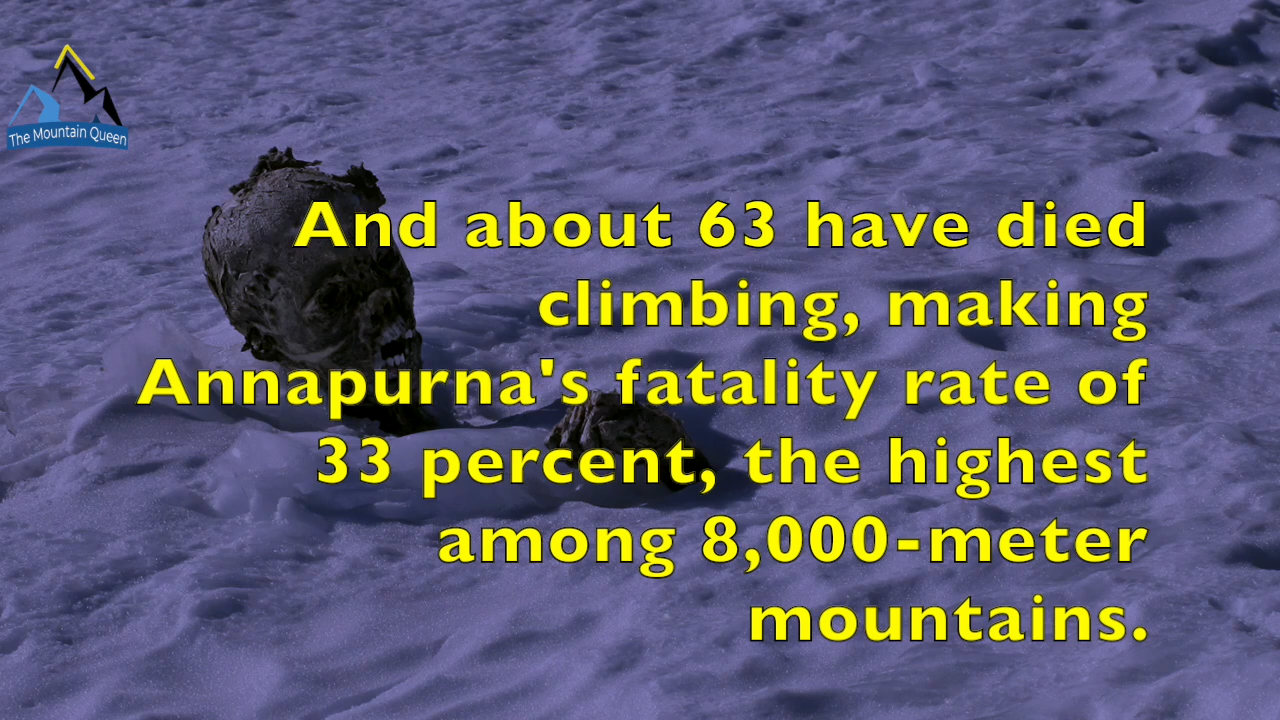 The Mountain Queen
And about 63 have died
climbing, making
Annapurna's fatality rate of
33 percent, the highest
among 8,000-meter
mountains.